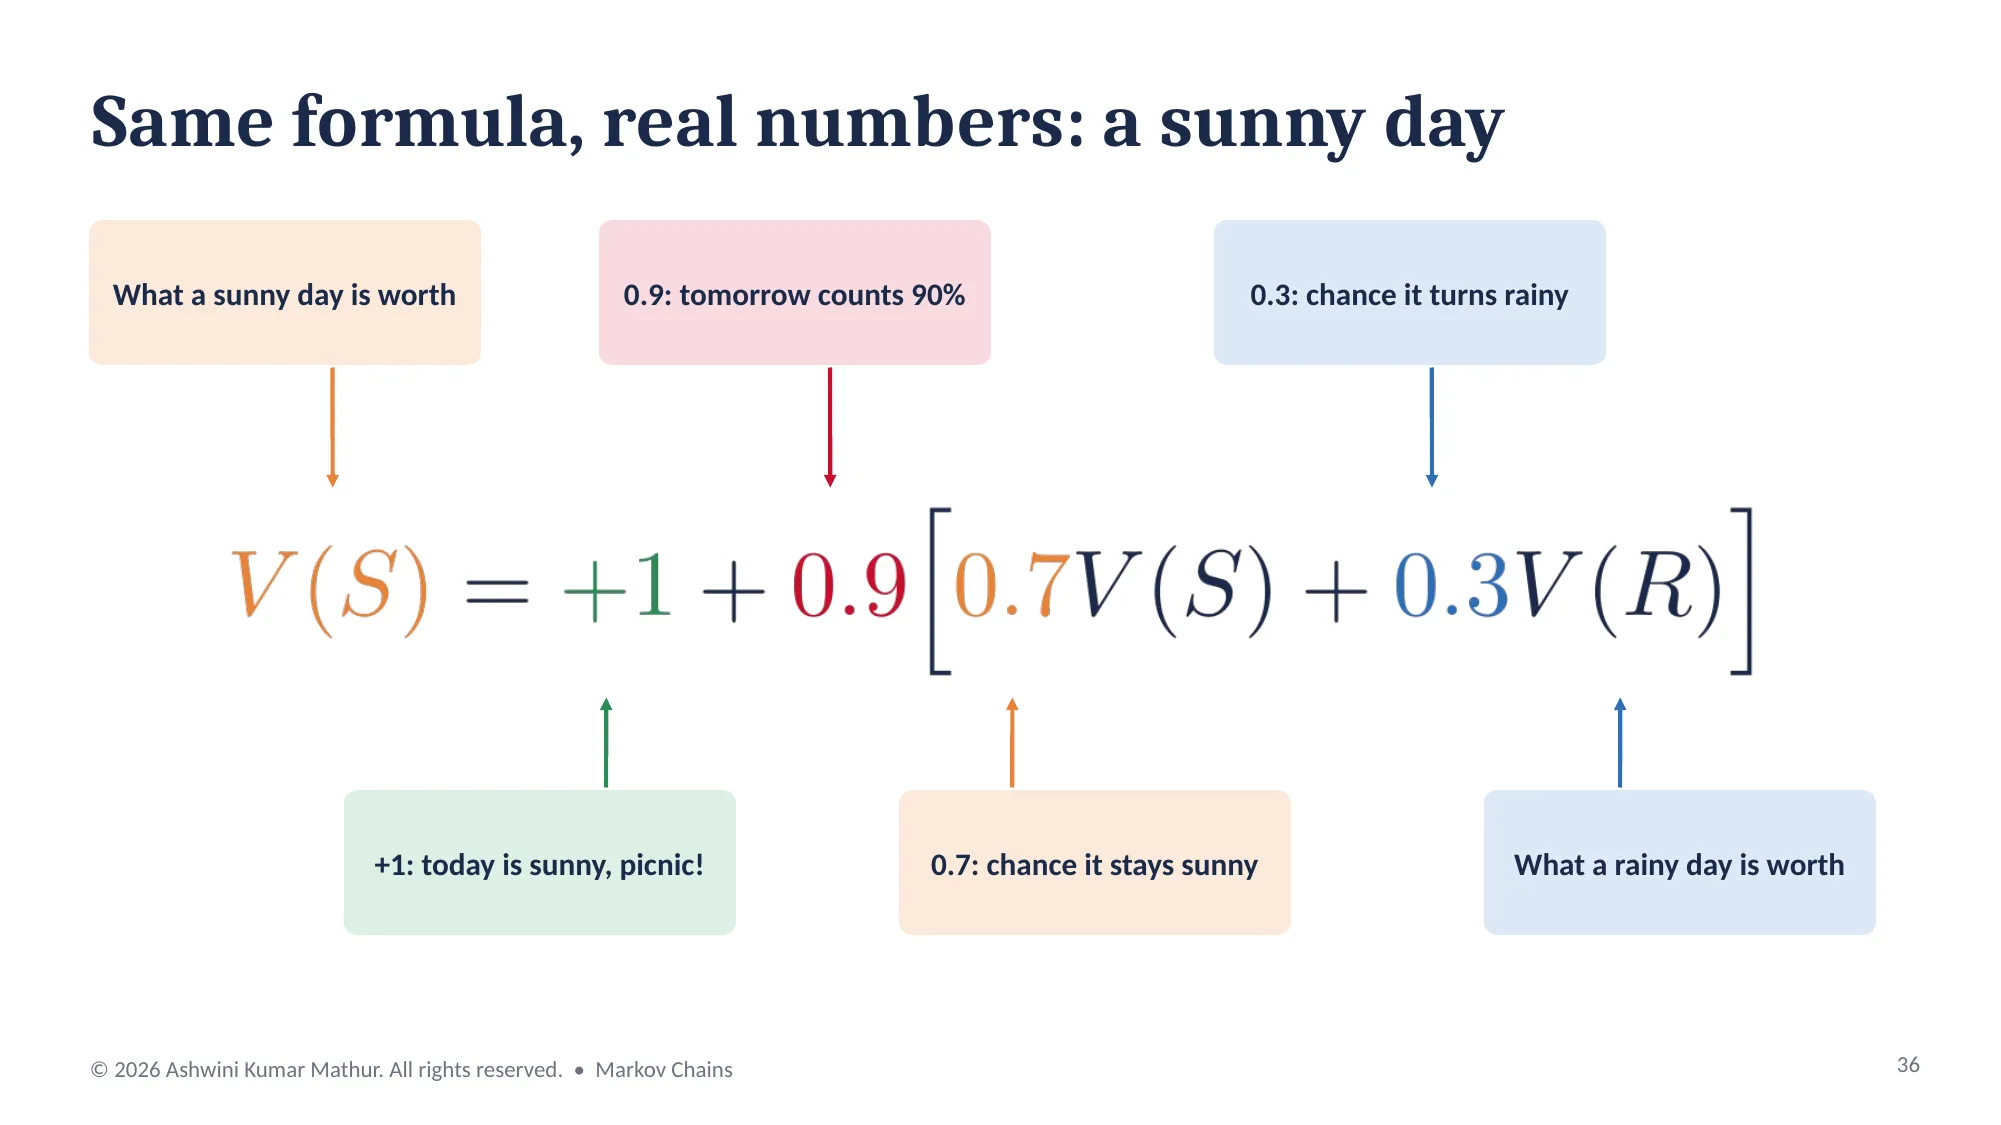 Same formula, real numbers: a sunny day
What a sunny day is worth
0.9: tomorrow counts 90%
0.3: chance it turns rainy
V(S) = +1 + 0.9[0.7V(S) + 0.3V(R)]
+1: today is sunny, picnic!
0.7: chance it stays sunny
What a rainy day is worth
© 2026 Ashwini Kumar Mathur. All rights reserved. • Markov Chains
36